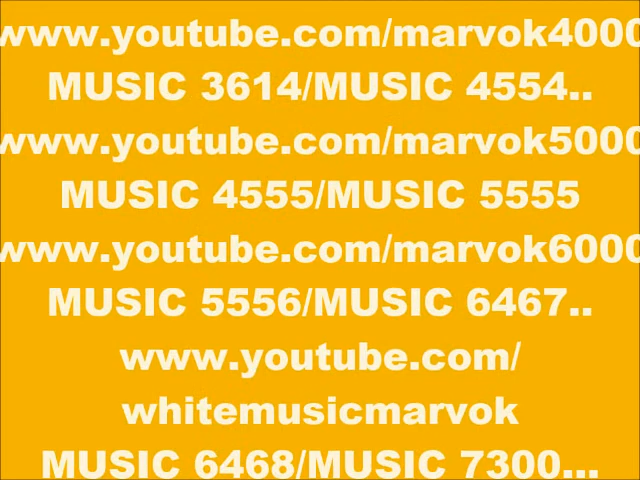 www.youtube.com/marvok4000
MUSIC 3614/MUSIC 4554..
www.youtube.com/marvok5000
MUSIC 4555/MUSIC 5555
www.youtube.com/marvok6000
MUSIC 5556/MUSIC 6467..
www.youtube.com/
whitemusicmarvok
MUSIC 6468/MUSIC 7300...